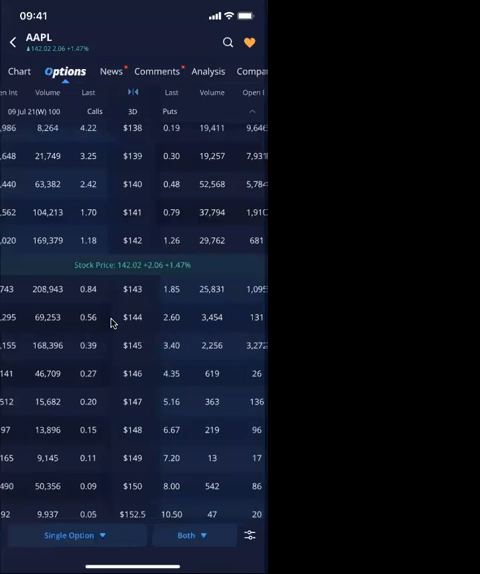 09:41
AAPL
142.02 2.06 +1.47%
Chart Options News Comments Analysis Compa
en Int Volume Last Last Volume Open I
09 Jul 21(W) 100 Calls 3D Puts
,986 8,264 4.22 $138 0.19 19,411 9,646
,648 21,749 3.25 $139 0.30 19,257 7,931
,440 63,382 2.42 $140 0.48 52,568 5,784
,562 104,213 1.70 $141 0.79 37,794 1,910
,020 169,379 1.18 $142 1.26 29,762 681
Stock Price: 142.02 +2.06 +1.47%
743 208,943 0.84 $143 1.85 25,831 1,095
,295 69,253 0.56 $144 2.60 3,454 131
,155 168,396 0.39 $145 3.40 2,256 3,272
141 46,709 0.27 $146 4.35 619 26
512 15,682 0.20 $147 5.16 363 136
97 13,896 0.15 $148 6.67 219 96
165 9,145 0.11 $149 7.20 13 17
490 50,356 0.09 $150 8.00 542 86
92 9,937 0.05 $152.5 10.50 47 20
Single Option Both